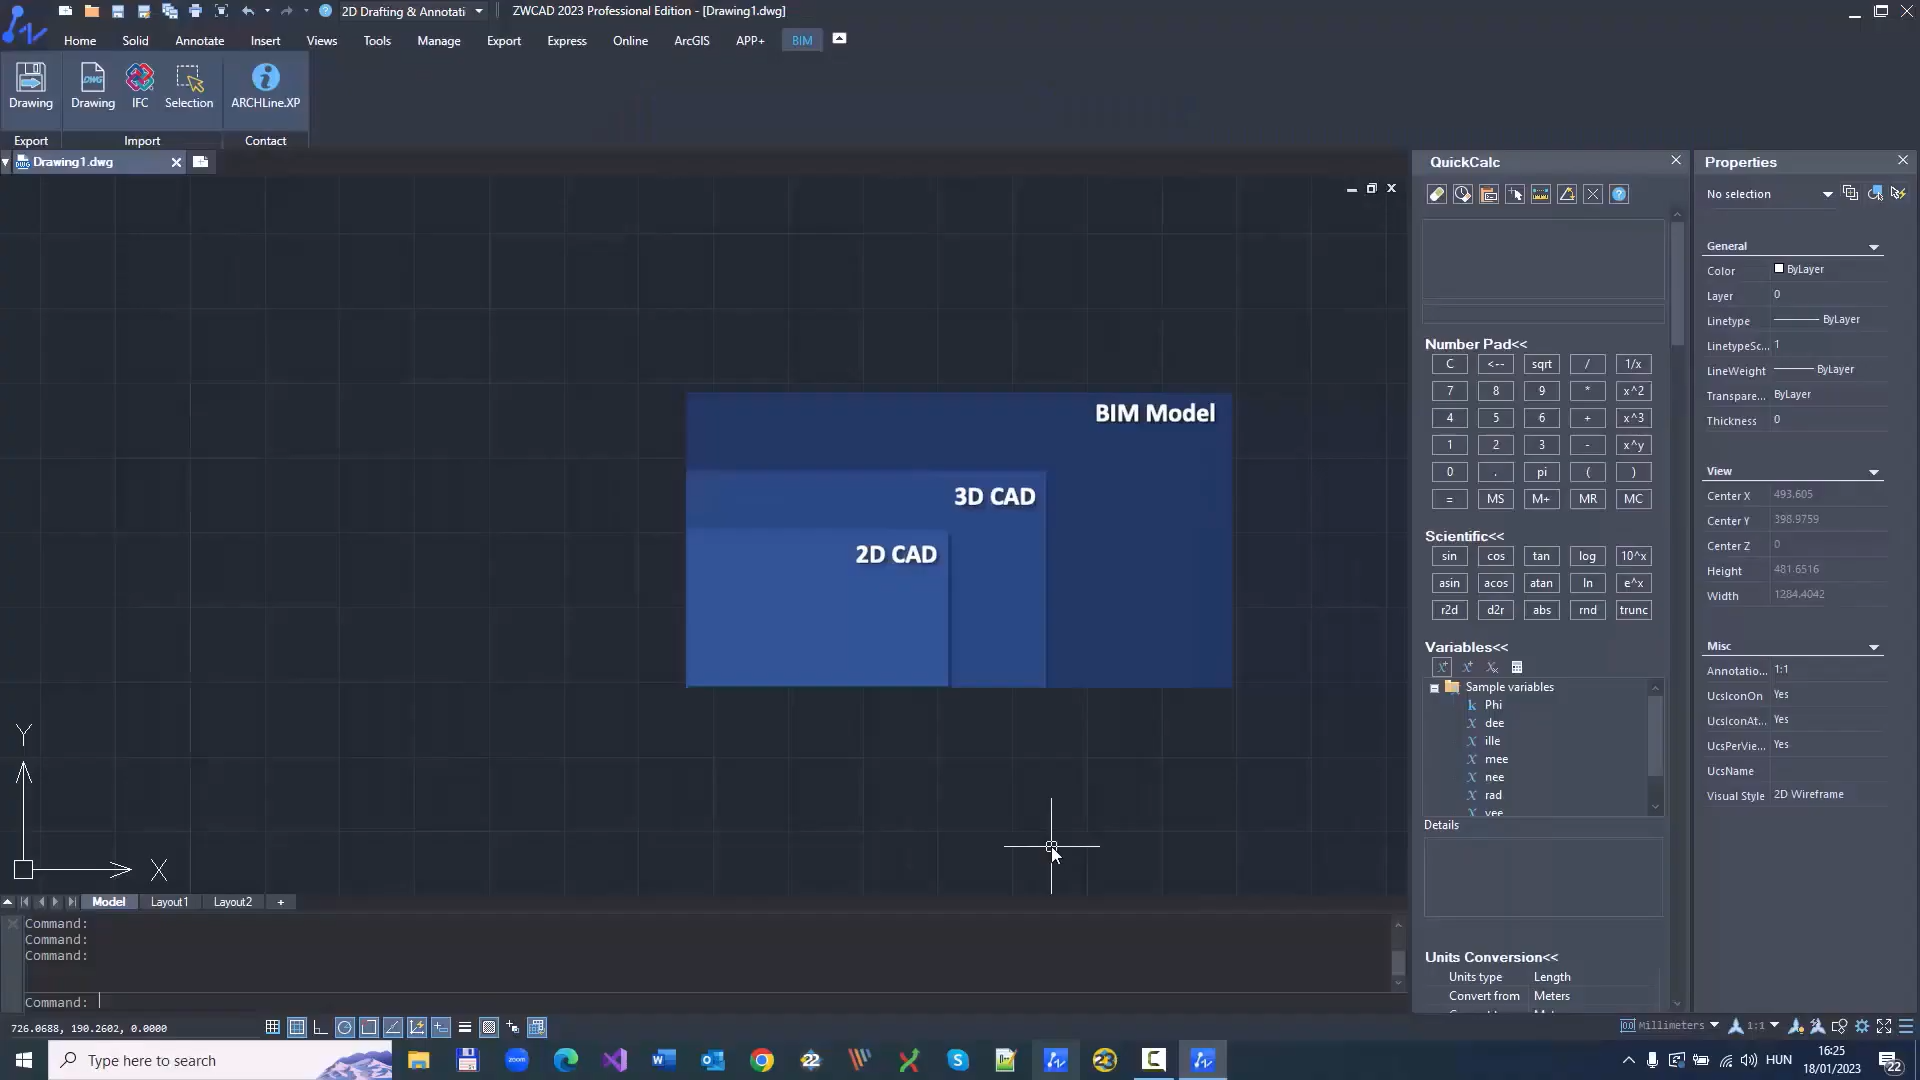 2D Drafting & Annotati
ZWCAD 2023 Professional Edition - [Drawing1.dwg]
Home Solid Annotate Insert Views Tools Manage Export Express Online ArcGIS APP+ BIM
Drawing Drawing IFC Selection ARCHLine.XP
Export Import Contact
Drawing1.dwg
BIM Model
3D CAD
2D CAD
Y
X
Model Layout1 Layout2 +
Command:
Command:
Command:
Command:
726.0688, 190.2602, 0.0000
QuickCalc
Number Pad<<
C <-- sqrt / 1/x
7 8 9 * x^2
4 5 6 + x^3
1 2 3 - x^y
0 . pi ( )
= MS M+ MR MC
Scientific<<
sin cos tan log 10^x
asin acos atan ln e^x
r2d d2r abs rnd trunc
Variables<<
Sample variables
k Phi
X dee
X ille
X mee
X nee
X rad
X vee
Details
Units Conversion<<
Units type Length
Convert from Meters
Properties
No selection
General
Color ByLayer
Layer 0
Linetype ByLayer
LinetypeSc... 1
LineWeight ByLayer
Transpare... ByLayer
Thickness 0
View
Center X 493.605
Center Y 398.9759
Center Z 0
Height 481.6516
Width 1284.4042
Misc
Annotatio... 1:1
UcsIconOn Yes
UcsIconAt... Yes
UcsPerVie... Yes
UcsName
Visual Style 2D Wireframe
Millimeters 1:1
Type here to search
HUN
16:25
18/01/2023
22